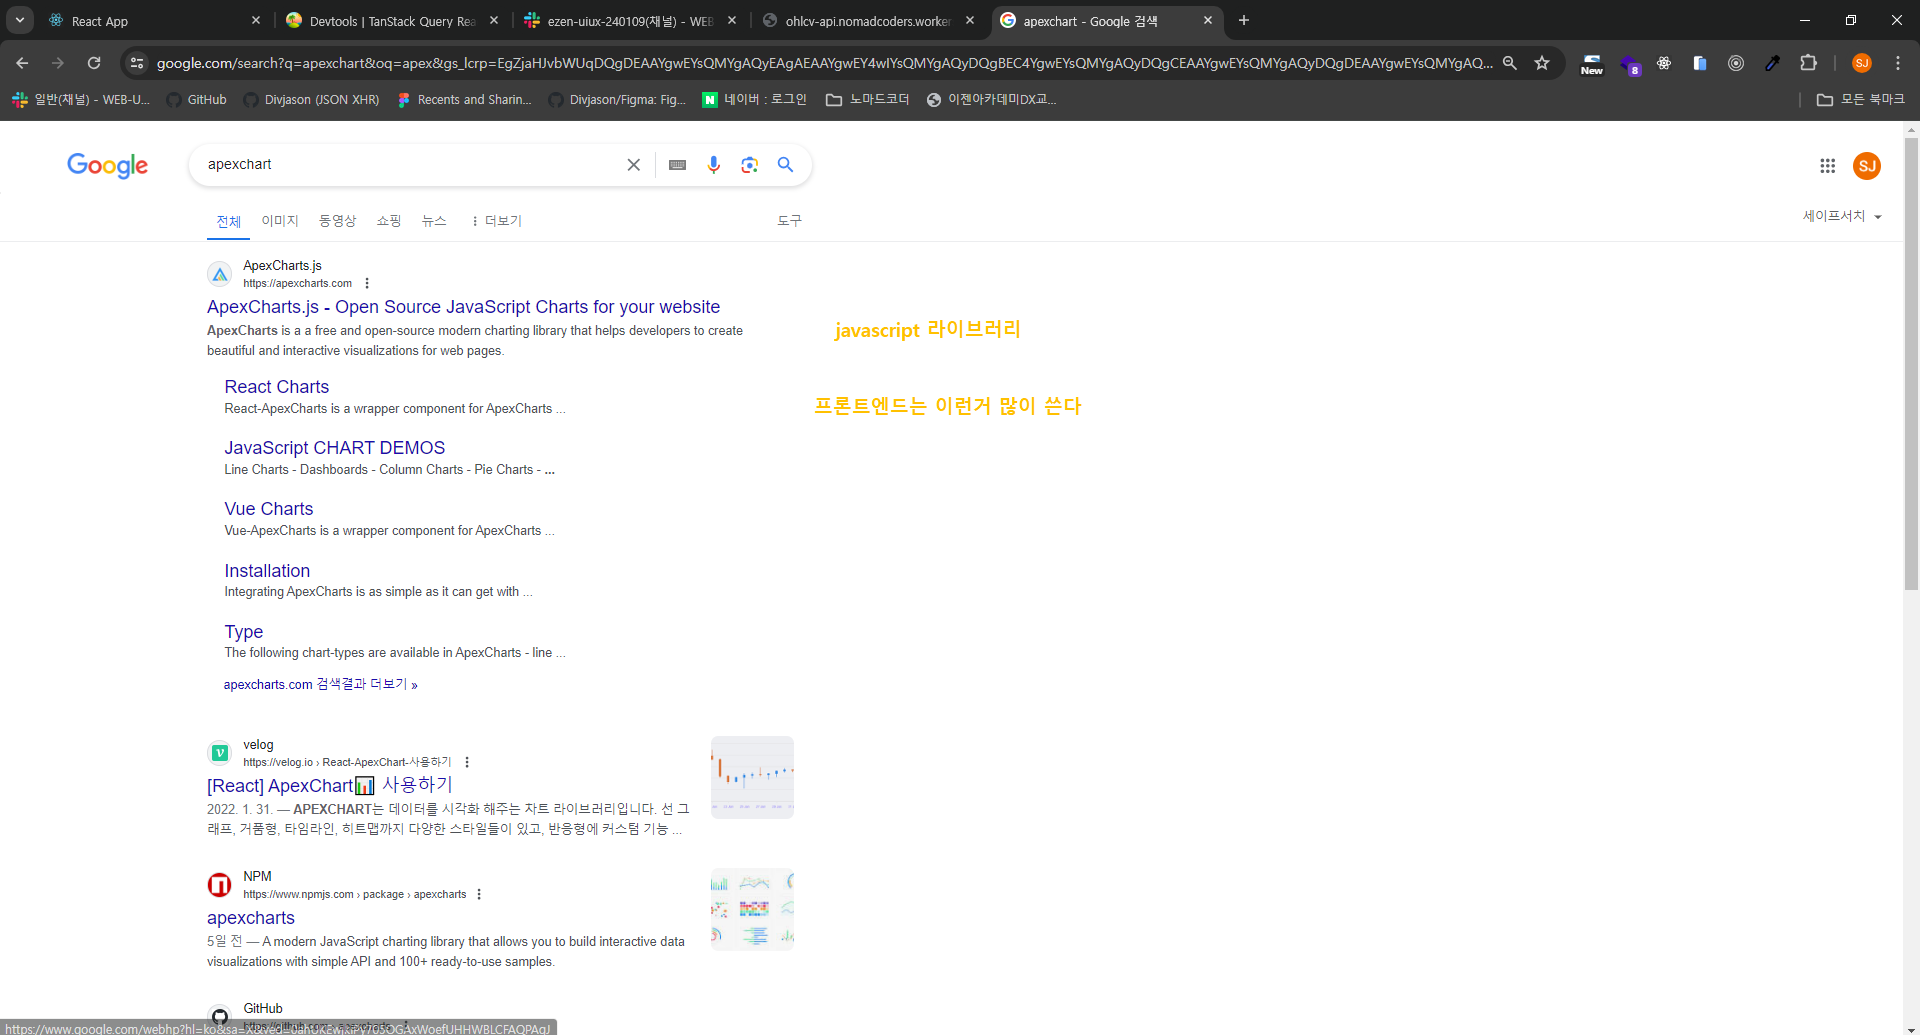 React App
Devtools | TanStack Query Rea
ezen-uiux-240109(채널) - WEB
ohlcv-api.nomadcoders.worker
apexchart - Google 검색
google.com/search?q=apexchart&oq=apex&gs_lcrp=EgZjaHJvbWUqDQgDEAAYgwEYsQMYgAQyEAgAEAAYgwEY4wIYsQMYgAQyDQgBEC4YgwEYsQMYgAQyDQgCEAAYgwEYsQMYgAQyDQgDEAAYgwEYsQMYgAQ...
New
8
SJ
일반(채널) - WEB-U...
GitHub
Divjason (JSON XHR)
Recents and Sharin...
Divjason/Figma: Fig...
네이버 : 로그인
노마드코더
이젠아카데미DX교...
모든 북마크
Google
apexchart
SJ
전체 이미지 동영상 쇼핑 뉴스 더보기 도구
세이프서치
ApexCharts.js
https://apexcharts.com
ApexCharts.js - Open Source JavaScript Charts for your website
ApexCharts is a a free and open-source modern charting library that helps developers to create
beautiful and interactive visualizations for web pages.
javascript 라이브러리
React Charts
React-ApexCharts is a wrapper component for ApexCharts ...
프론트엔드는 이런거 많이 쓴다
JavaScript CHART DEMOS
Line Charts - Dashboards - Column Charts - Pie Charts - ...
Vue Charts
Vue-ApexCharts is a wrapper component for ApexCharts ...
Installation
Integrating ApexCharts is as simple as it can get with ...
Type
The following chart-types are available in ApexCharts - line ...
apexcharts.com 검색결과 더보기 »
velog
https://velog.io › React-ApexChart-사용하기
[React] ApexChart📊 사용하기
2022. 1. 31. — APEXCHART는 데이터를 시각화 해주는 차트 라이브러리입니다. 선 그
래프, 거품형, 타임라인, 히트맵까지 다양한 스타일들이 있고, 반응형에 커스텀 기능 ...
NPM
https://www.npmjs.com › package › apexcharts
apexcharts
5일 전 — A modern JavaScript charting library that allows you to build interactive data
visualizations with simple API and 100+ ready-to-use samples.
GitHub